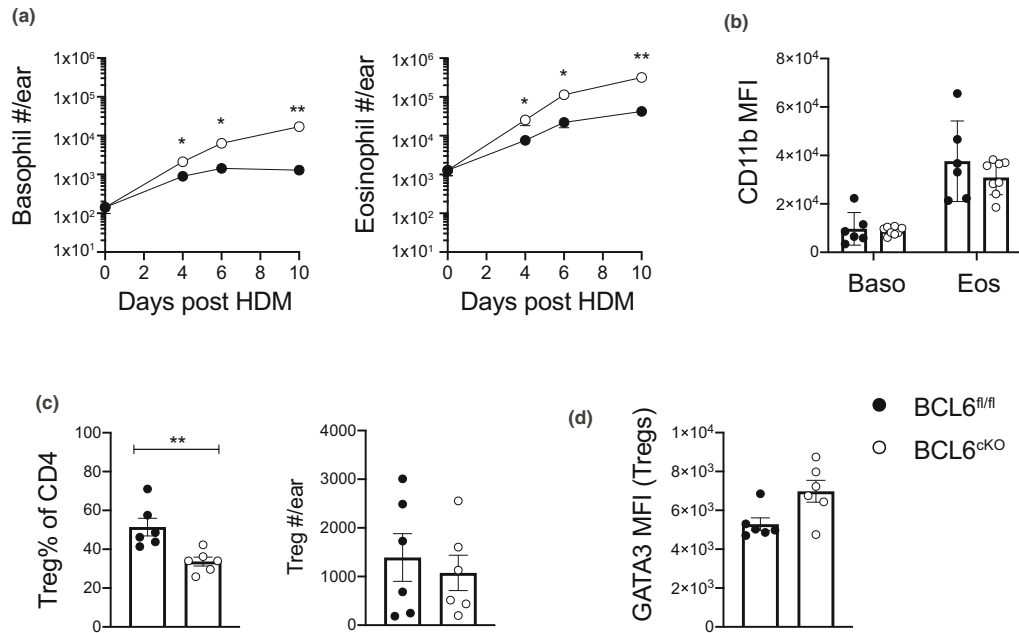 (a)
Basophil #/ear
1x10⁶
1x10⁵
1x10⁴
1x10³
1x10²
1x10¹
0 2 4 6 8 10
Days post HDM
* * **
Eosinophil #/ear
1x10⁶
1x10⁵
1x10⁴
1x10³
1x10²
1x10¹
0 2 4 6 8 10
Days post HDM
* * **
(b)
CD11b MFI
8×10⁴
6×10⁴
4×10⁴
2×10⁴
0
Baso Eos
(c)
Treg% of CD4
100
80
60
40
20
0
**
Treg #/ear
4000
3000
2000
1000
0
(d)
GATA3 MFI (Tregs)
1×10⁴
8×10³
6×10³
4×10³
2×10³
0
BCL6fl/fl
BCL6cKO